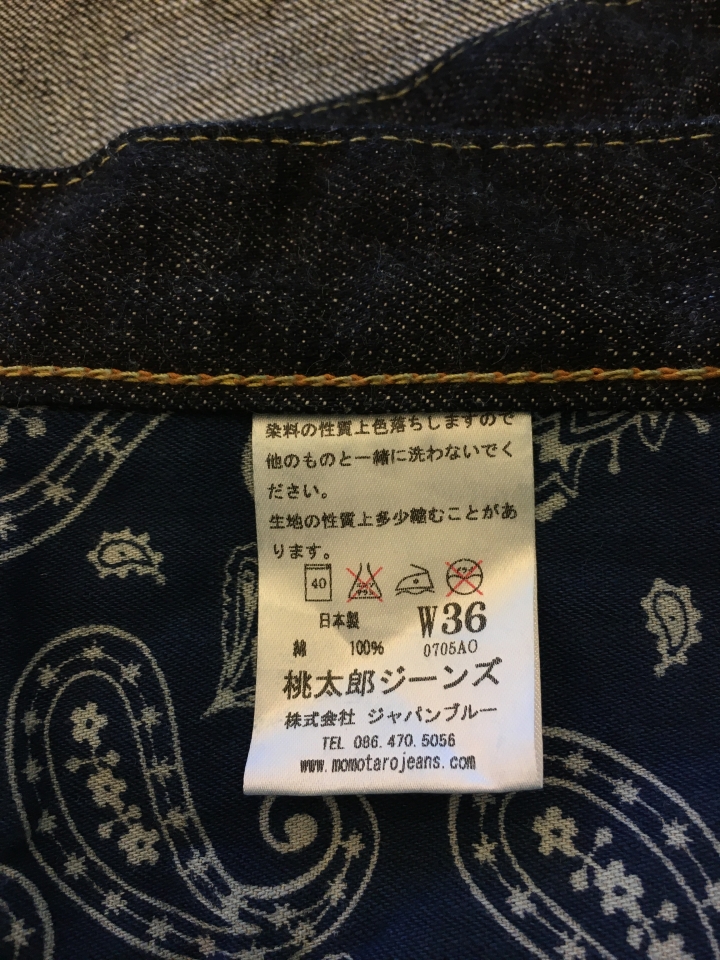 染料の性質上色落ちしますので
他のものと一緒に洗わないでく
ださい。
生地の性質上多少縮むことがあ
ります。
40
ドライ
日本製
W36
綿 100%
0705AO
桃太郎ジーンズ
株式会社 ジャパンブルー
TEL 086.470.5056
www.momotarojeans.com